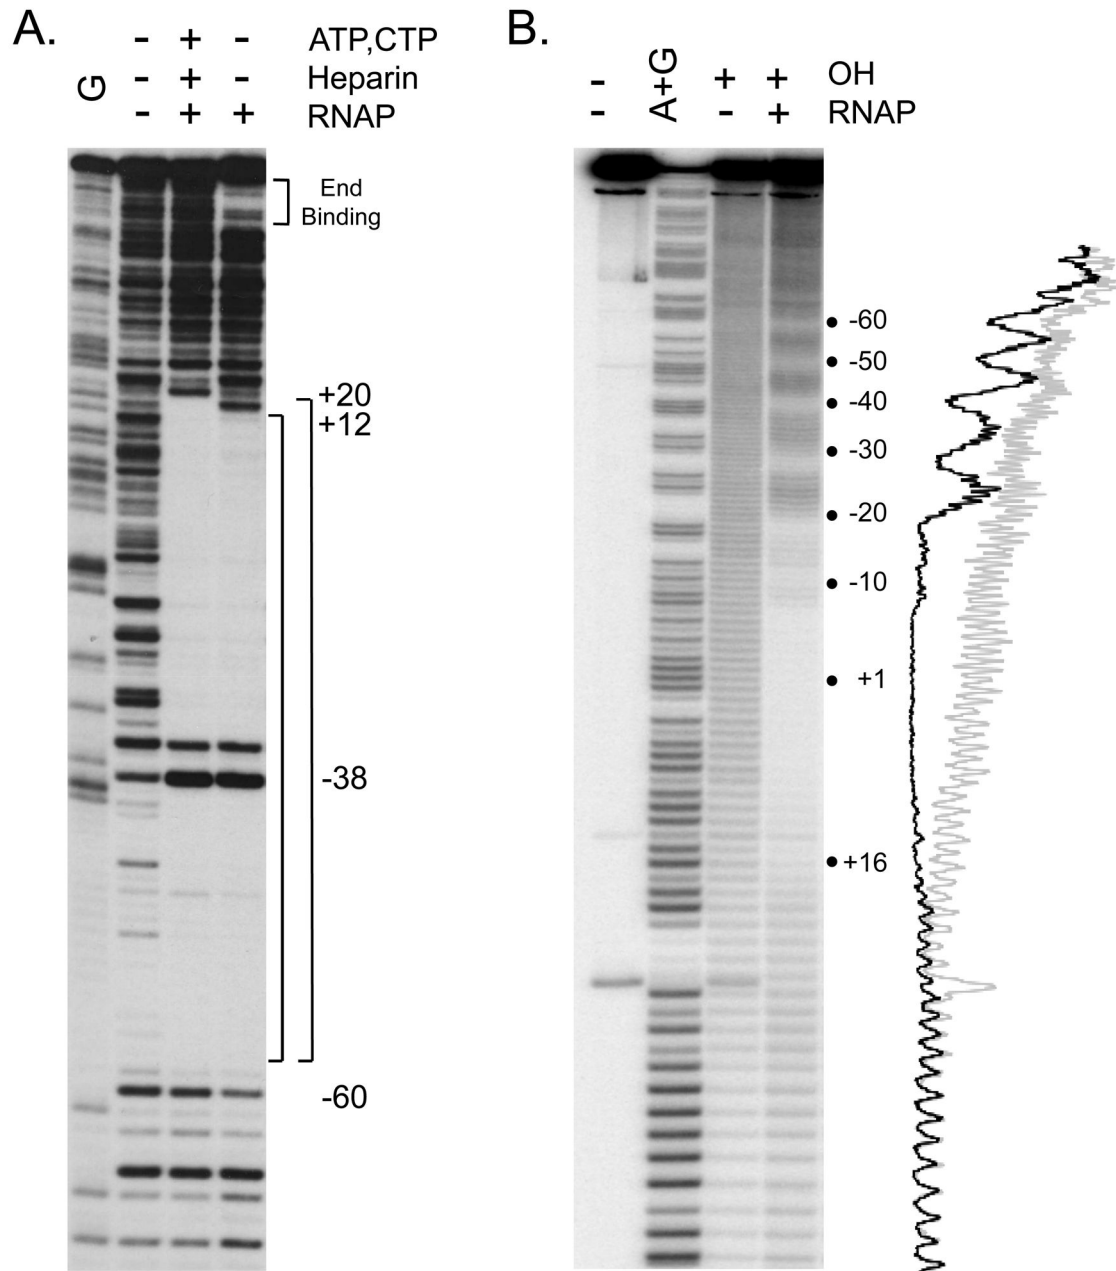 A.
- + - ATP,CTP
G - + - Heparin
- + + RNAP
End
Binding
+20
+12
-38
-60
B.
- A+G + + OH
- - + RNAP
-60
-50
-40
-30
-20
-10
+1
+16